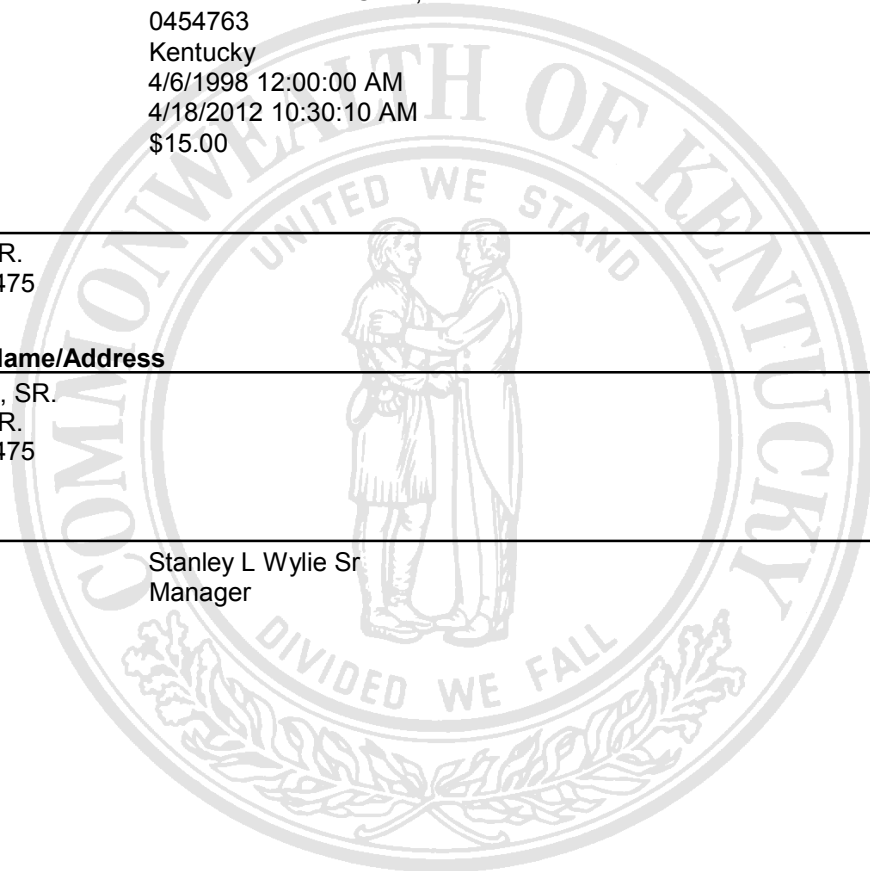 0454763
Kentucky
4/6/1998 12:00:00 AM
4/18/2012 10:30:10 AM
$15.00
R.
475
Name/Address
, SR.
R.
475
Stanley L Wylie Sr
Manager
COMMONWEALTH OF KENTUCKY
UNITED WE STAND
DIVIDED WE FALL